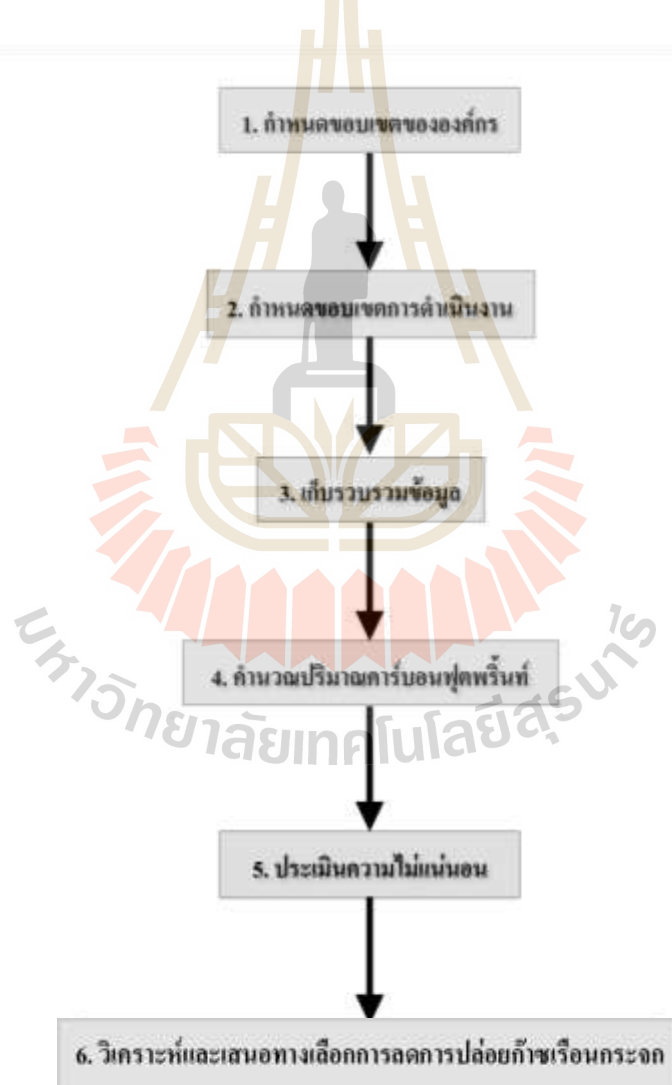 1. กำหนดขอบเขตขององค์กร
2. กำหนดขอบเขตการดำเนินงาน
3. เก็บรวบรวมข้อมูล
4. คำนวณปริมาณคาร์บอนฟุตพริ้นท์
มหาวิทยาลัยเทคโนโลยีสุรนารี
5. ประเมินความไม่แน่นอน
6. วิเคราะห์และเสนอทางเลือกการลดการปล่อยก๊าซเรือนกระจก